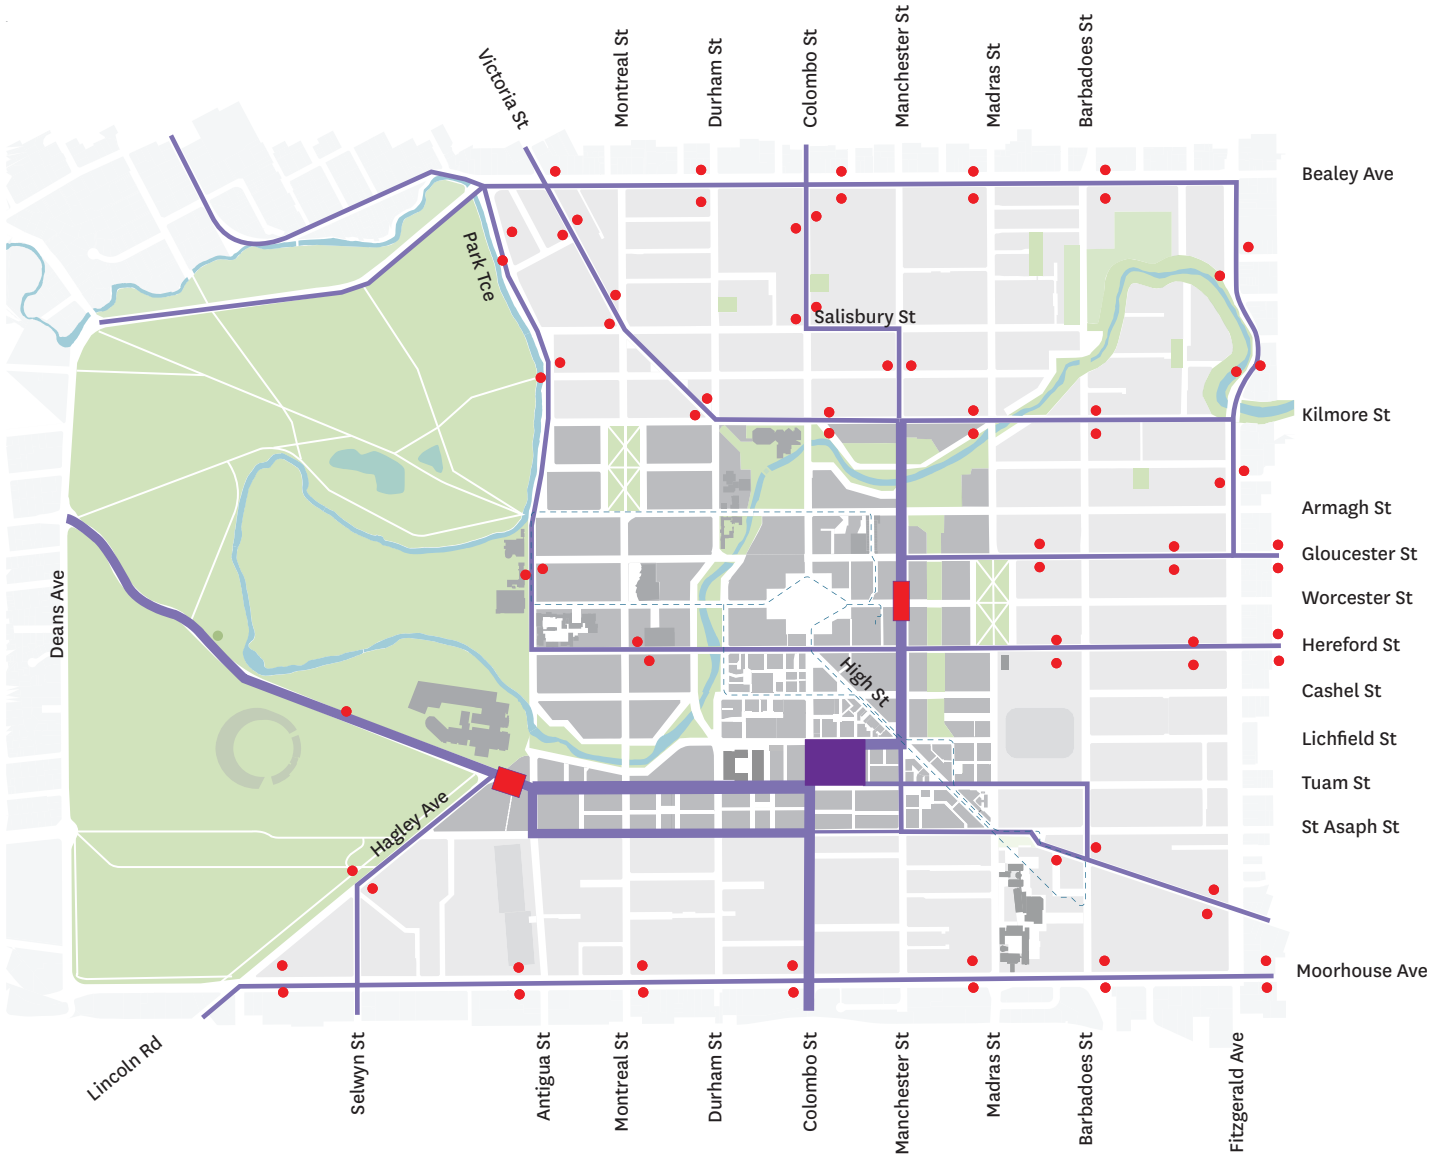 Victoria St
Montreal St
Durham St
Colombo St
Manchester St
Madras St
Barbadoes St
Bealey Ave
Park Tce
Salisbury St
Kilmore St
Armagh St
Gloucester St
Worcester St
Deans Ave
Hereford St
High St
Cashel St
Lichfield St
Tuam St
Hagley Ave
St Asaph St
Moorhouse Ave
Lincoln Rd
Selwyn St
Antigua St
Montreal St
Durham St
Colombo St
Manchester St
Madras St
Barbadoes St
Fitzgerald Ave